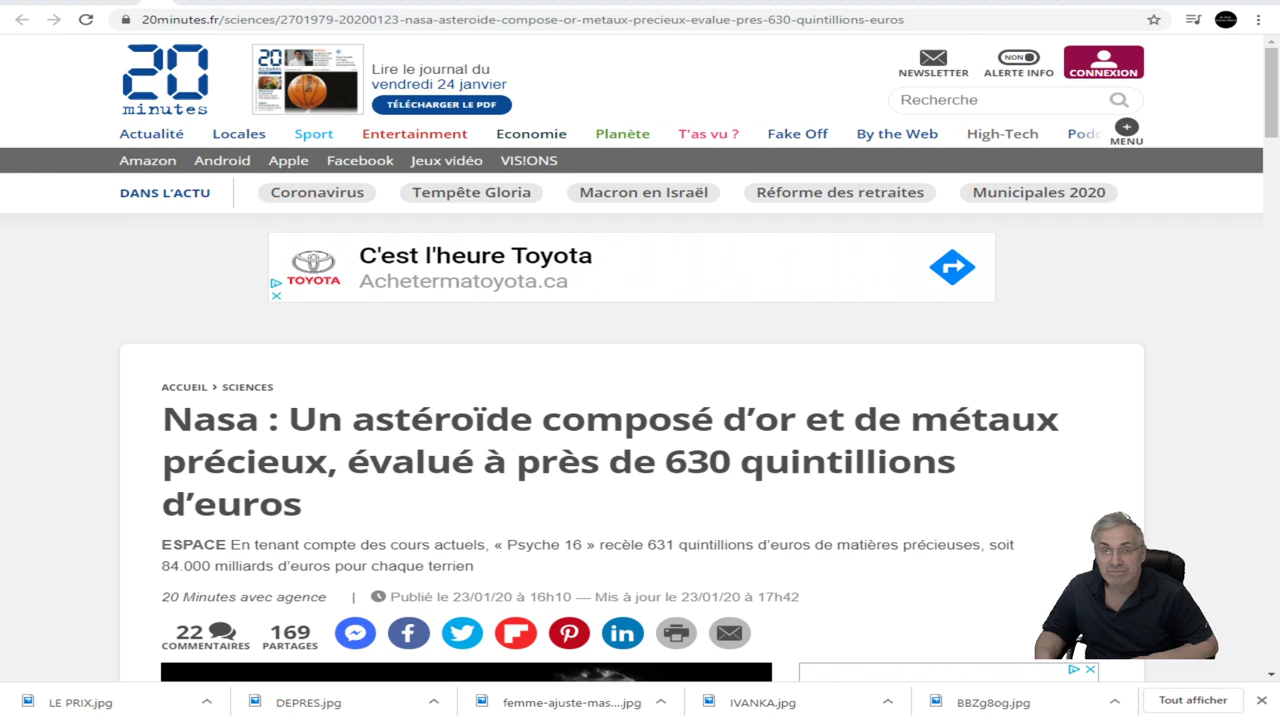 20minutes.fr/sciences/2701979-20200123-nasa-asteroide-compose-or-metaux-precieux-evalue-pres-630-quintillions-euros
20
minutes
Lire le journal du
vendredi 24 janvier
TÉLÉCHARGER LE PDF
NEWSLETTER
NON
ALERTE INFO
CONNEXION
Recherche
Actualité Locales Sport Entertainment Economie Planète T'as vu ? Fake Off By the Web High-Tech Podc
MENU
Amazon Android Apple Facebook Jeux vidéo VIS!ONS
DANS L'ACTU Coronavirus Tempête Gloria Macron en Israël Réforme des retraites Municipales 2020
TOYOTA
C'est l'heure Toyota
Achetermatoyota.ca
ACCUEIL > SCIENCES
Nasa : Un astéroïde composé d'or et de métaux
précieux, évalué à près de 630 quintillions
d'euros
ESPACE En tenant compte des cours actuels, « Psyche 16 » recèle 631 quintillions d'euros de matières précieuses, soit
84.000 milliards d'euros pour chaque terrien
20 Minutes avec agence | Publié le 23/01/20 à 16h10 — Mis à jour le 23/01/20 à 17h42
22
COMMENTAIRES
169
PARTAGES
LE PRIX.jpg DEPRES.jpg femme-ajuste-mas....jpg IVANKA.jpg BBZg8og.jpg Tout afficher